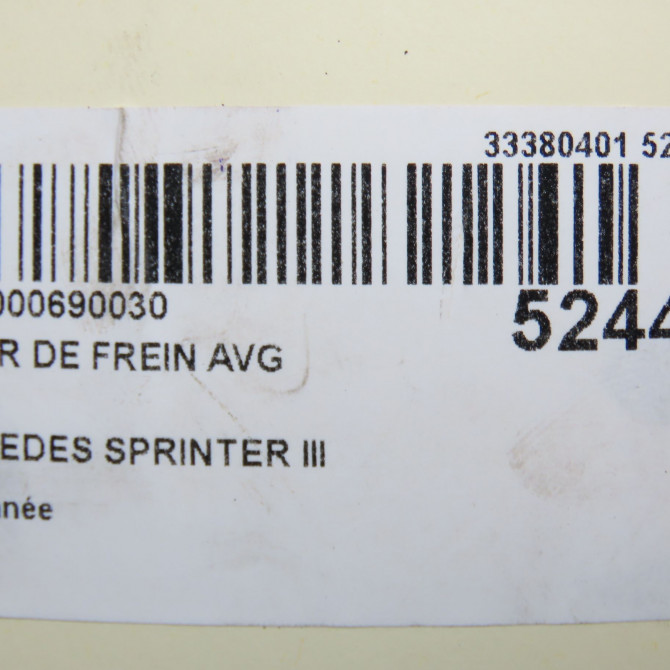 33380401 52
000690030
5244
R DE FREIN AVG
EDES SPRINTER III
née